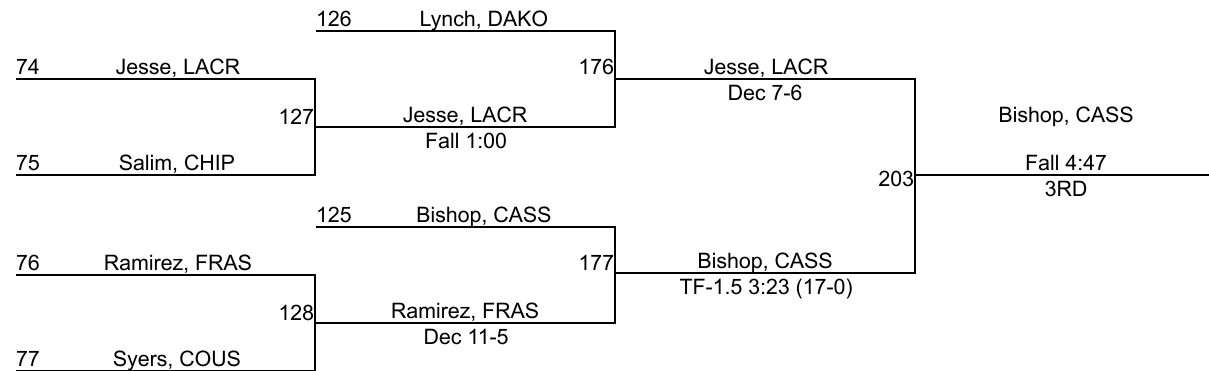 126 Lynch, DAKO
74 Jesse, LACR
176 Jesse, LACR
Dec 7-6
127 Jesse, LACR
Fall 1:00
Bishop, CASS
75 Salim, CHIP
Fall 4:47
203
3RD
125 Bishop, CASS
76 Ramirez, FRAS
177 Bishop, CASS
TF-1.5 3:23 (17-0)
128 Ramirez, FRAS
Dec 11-5
77 Syers, COUS